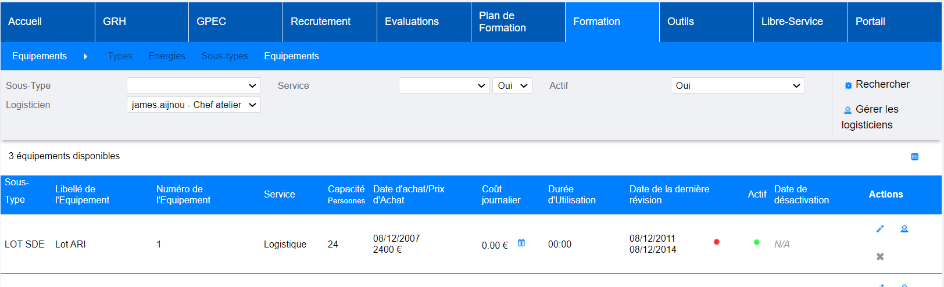 Accueil GRH GPEC Recrutement Evaluations Plan de Formation Formation Outils Libre-Service Portail
Equipements Types Energies Sous-types Equipements
Sous-Type Service Oui Actif Oui Rechercher
Logisticien james.aijnou - Chef atelier Gérer les logisticiens
3 équipements disponibles
Sous-Type Libellé de l'Equipement Numéro de l'Equipement Service Capacité Personnes Date d'achat/Prix d'Achat Coût journalier Durée d'Utilisation Date de la dernière révision Actif Date de désactivation Actions
LOT SDE Lot ARI 1 Logistique 24 08/12/2007 2400 € 0.00 € 00:00 08/12/2011 08/12/2014 N/A